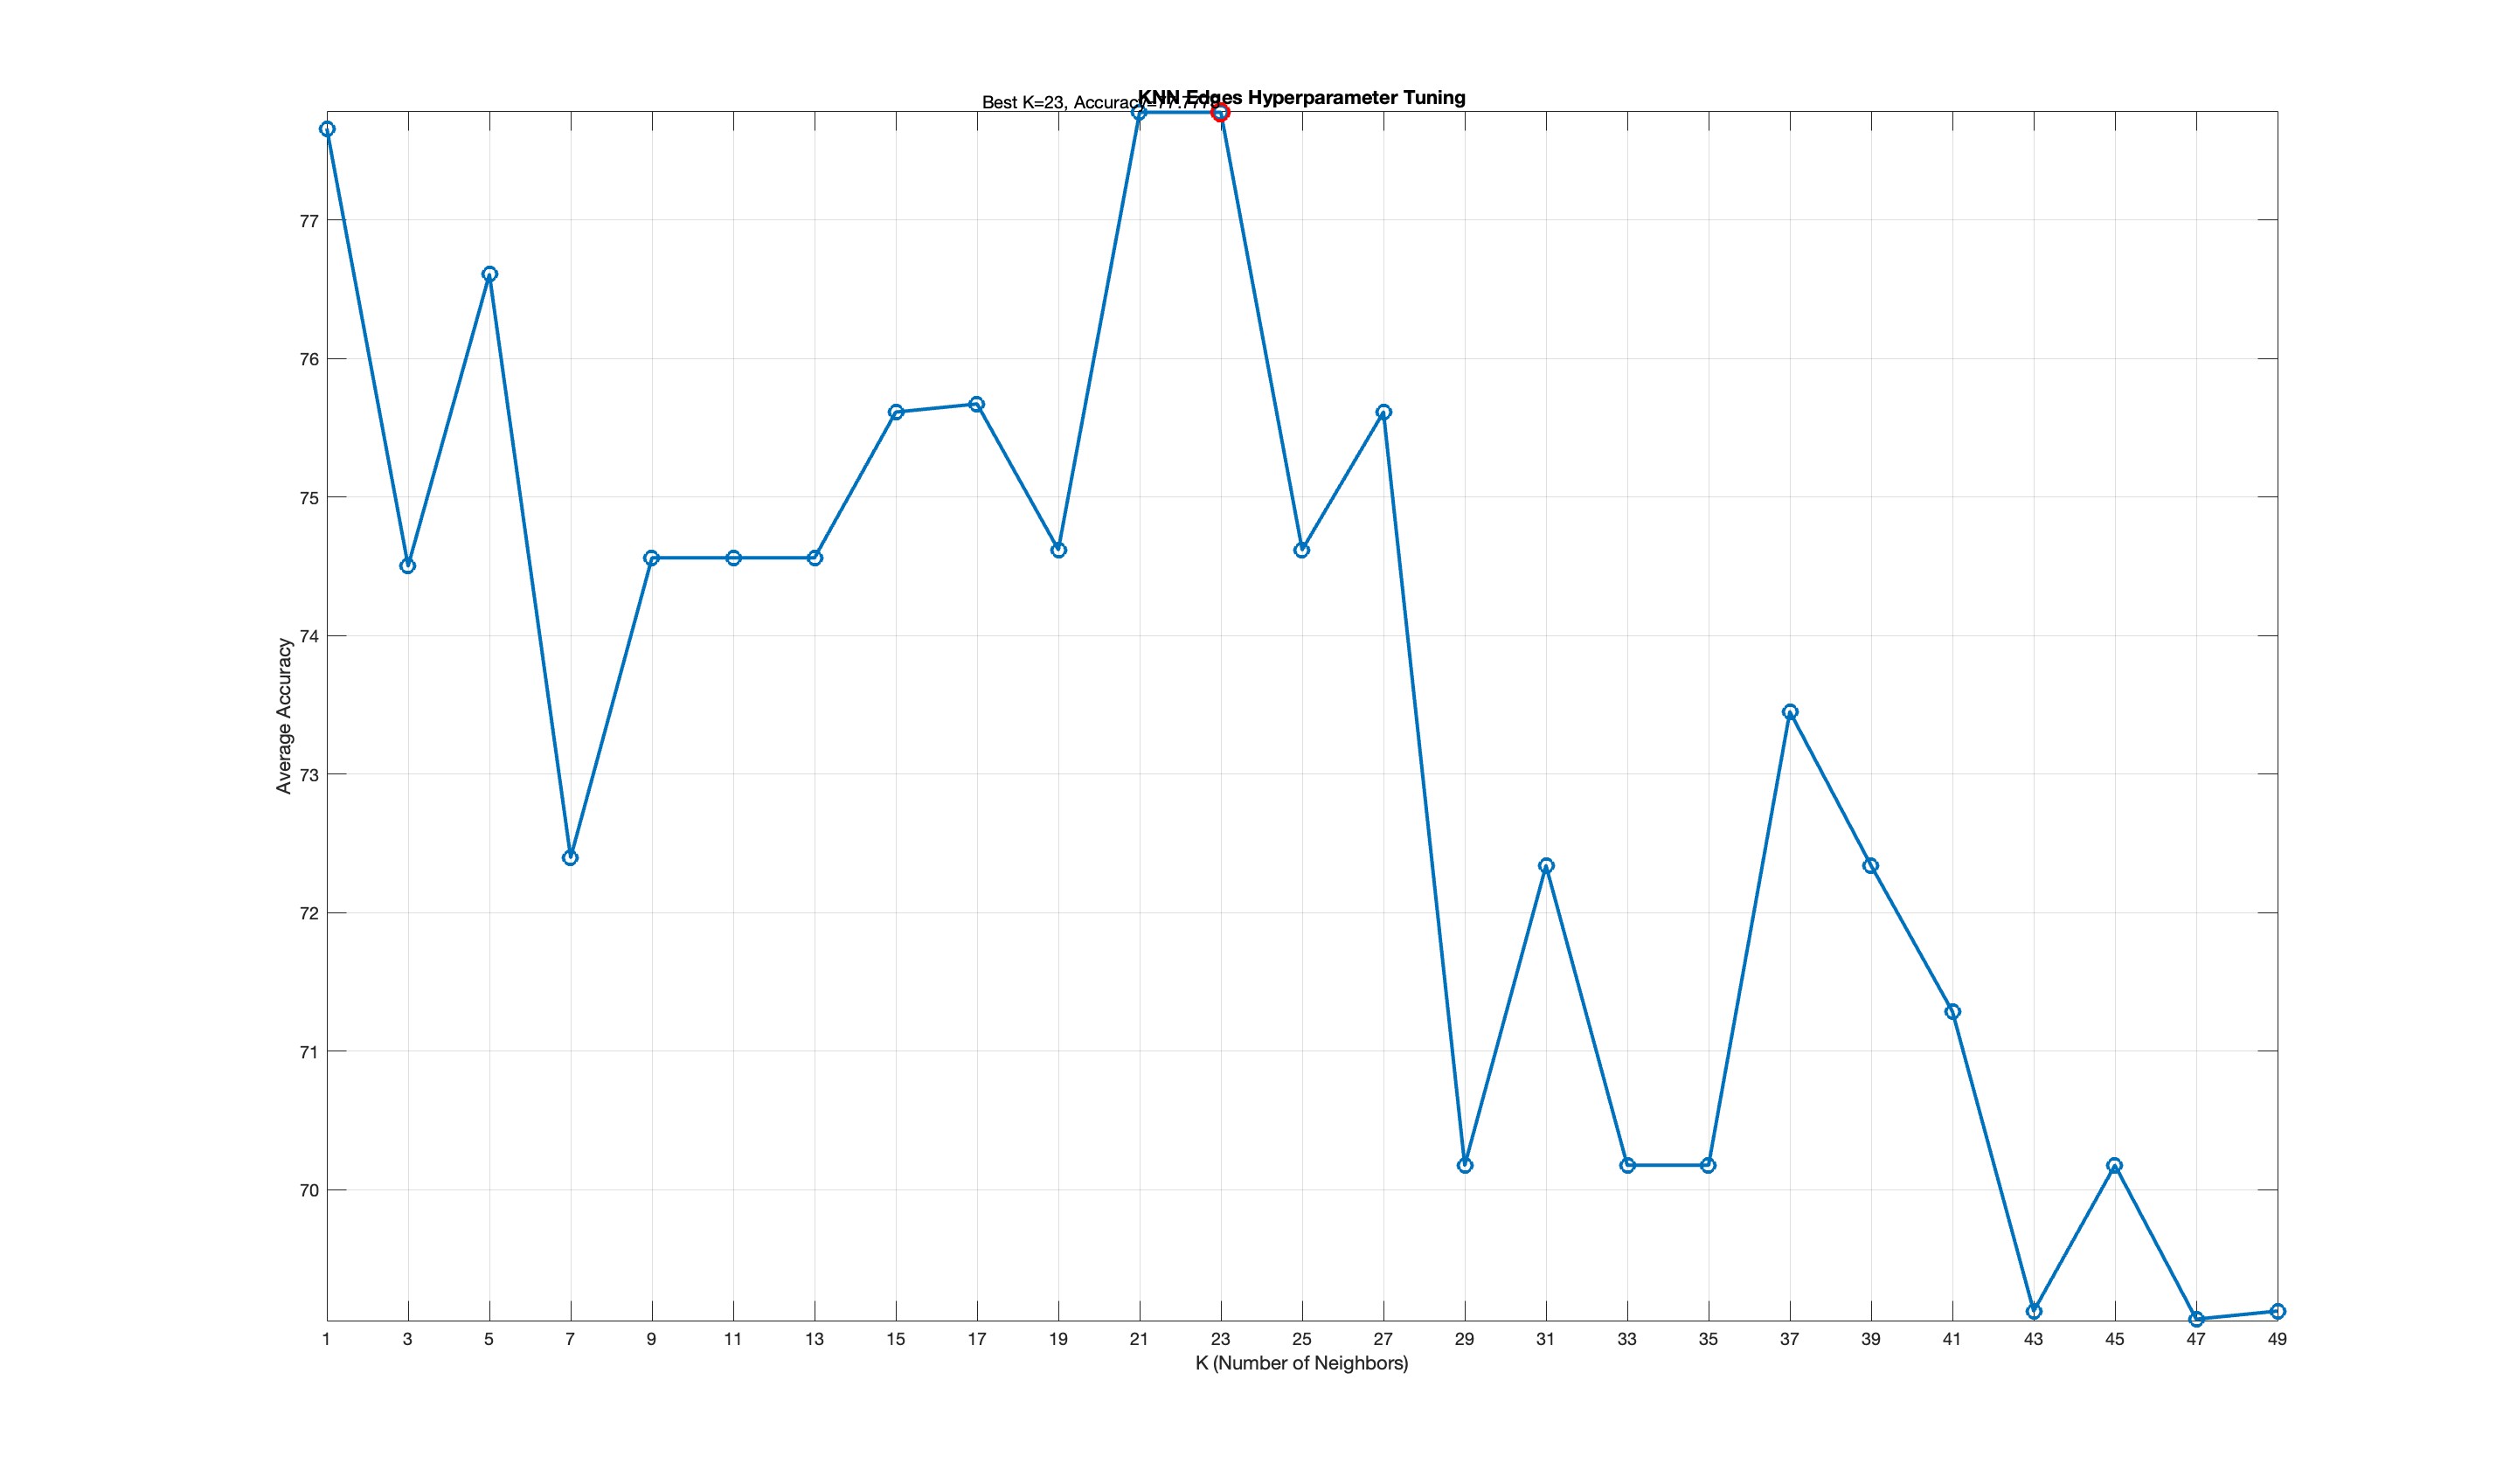 KNN Edges Hyperparameter Tuning
Best K=23, Accuracy=77.777
77
76
75
74
73
72
71
70
Average Accuracy
1 3 5 7 9 11 13 15 17 19 21 23 25 27 29 31 33 35 37 39 41 43 45 47 49
K (Number of Neighbors)